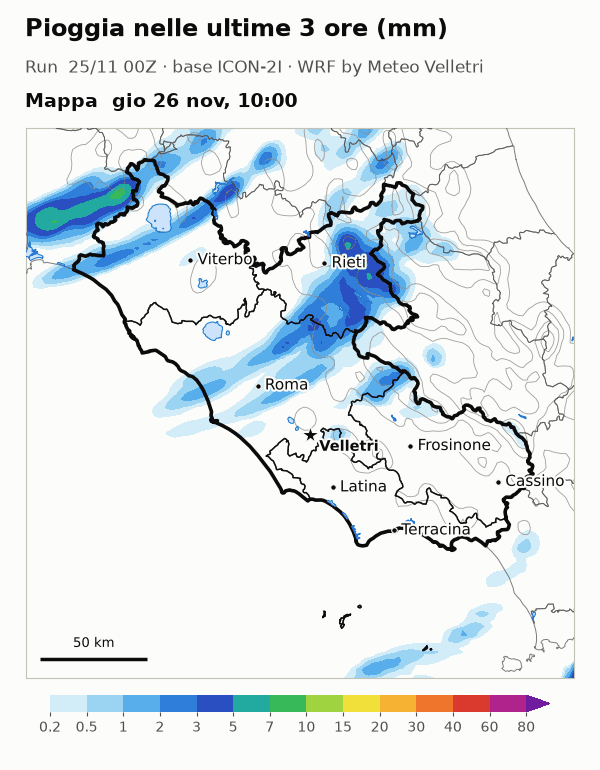 Pioggia nelle ultime 3 ore (mm)
Run 25/11 00Z · base ICON-2I · WRF by Meteo Velletri
Mappa gio 26 nov, 10:00
Viterbo
Rieti
Roma
Velletri
Frosinone
Latina
Cassino
Terracina
50 km
0.2 0.5 1 2 3 5 7 10 15 20 30 40 60 80